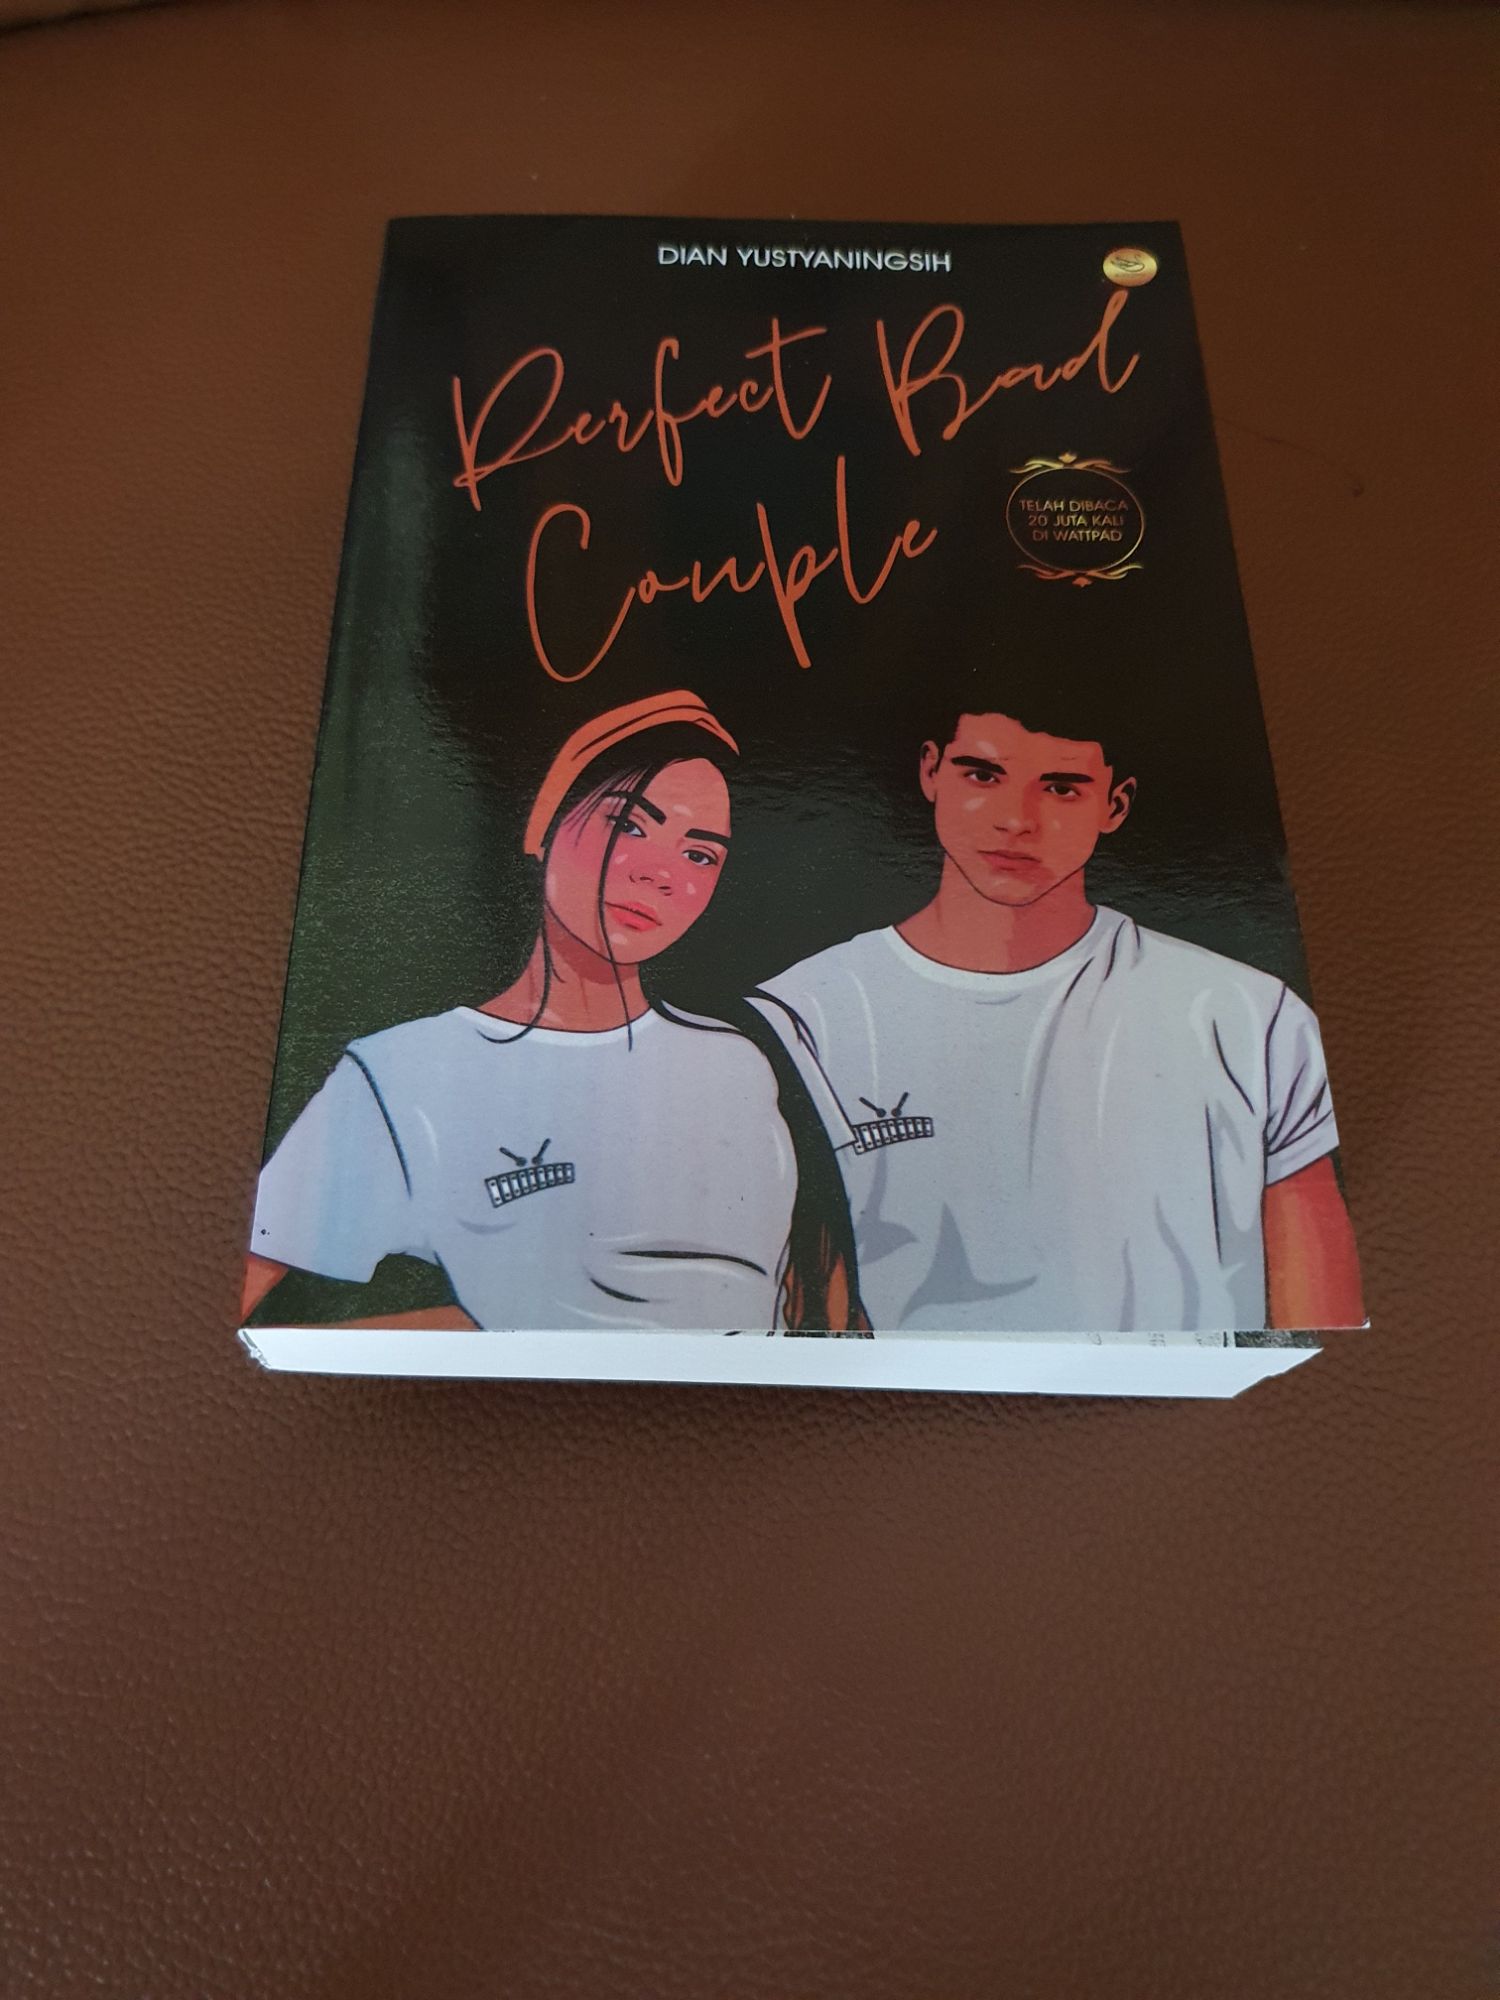 DIAN YUSTYANINGSIH
Perfect Bad
Couple
TELAH DIBACA
20 JUTA KALI
DI WATTPAD